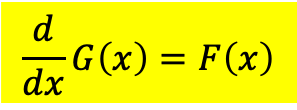 d/dx G(x) = F(x)